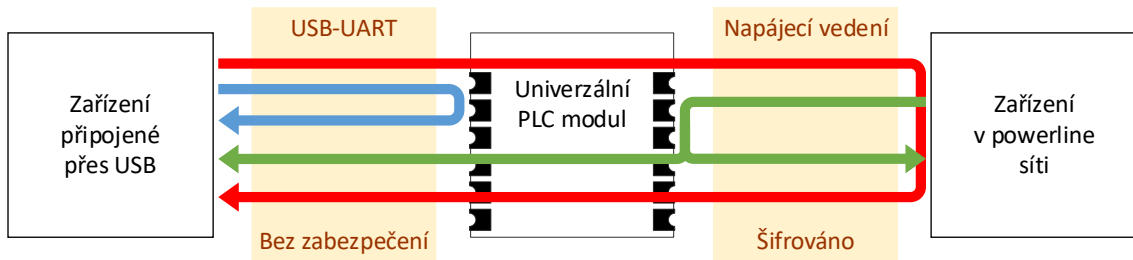 USB-UART
Napájecí vedení
Zařízení
připojené
přes USB
Univerzální
PLC modul
Zařízení
v powerline
síti
Bez zabezpečení
Šifrováno